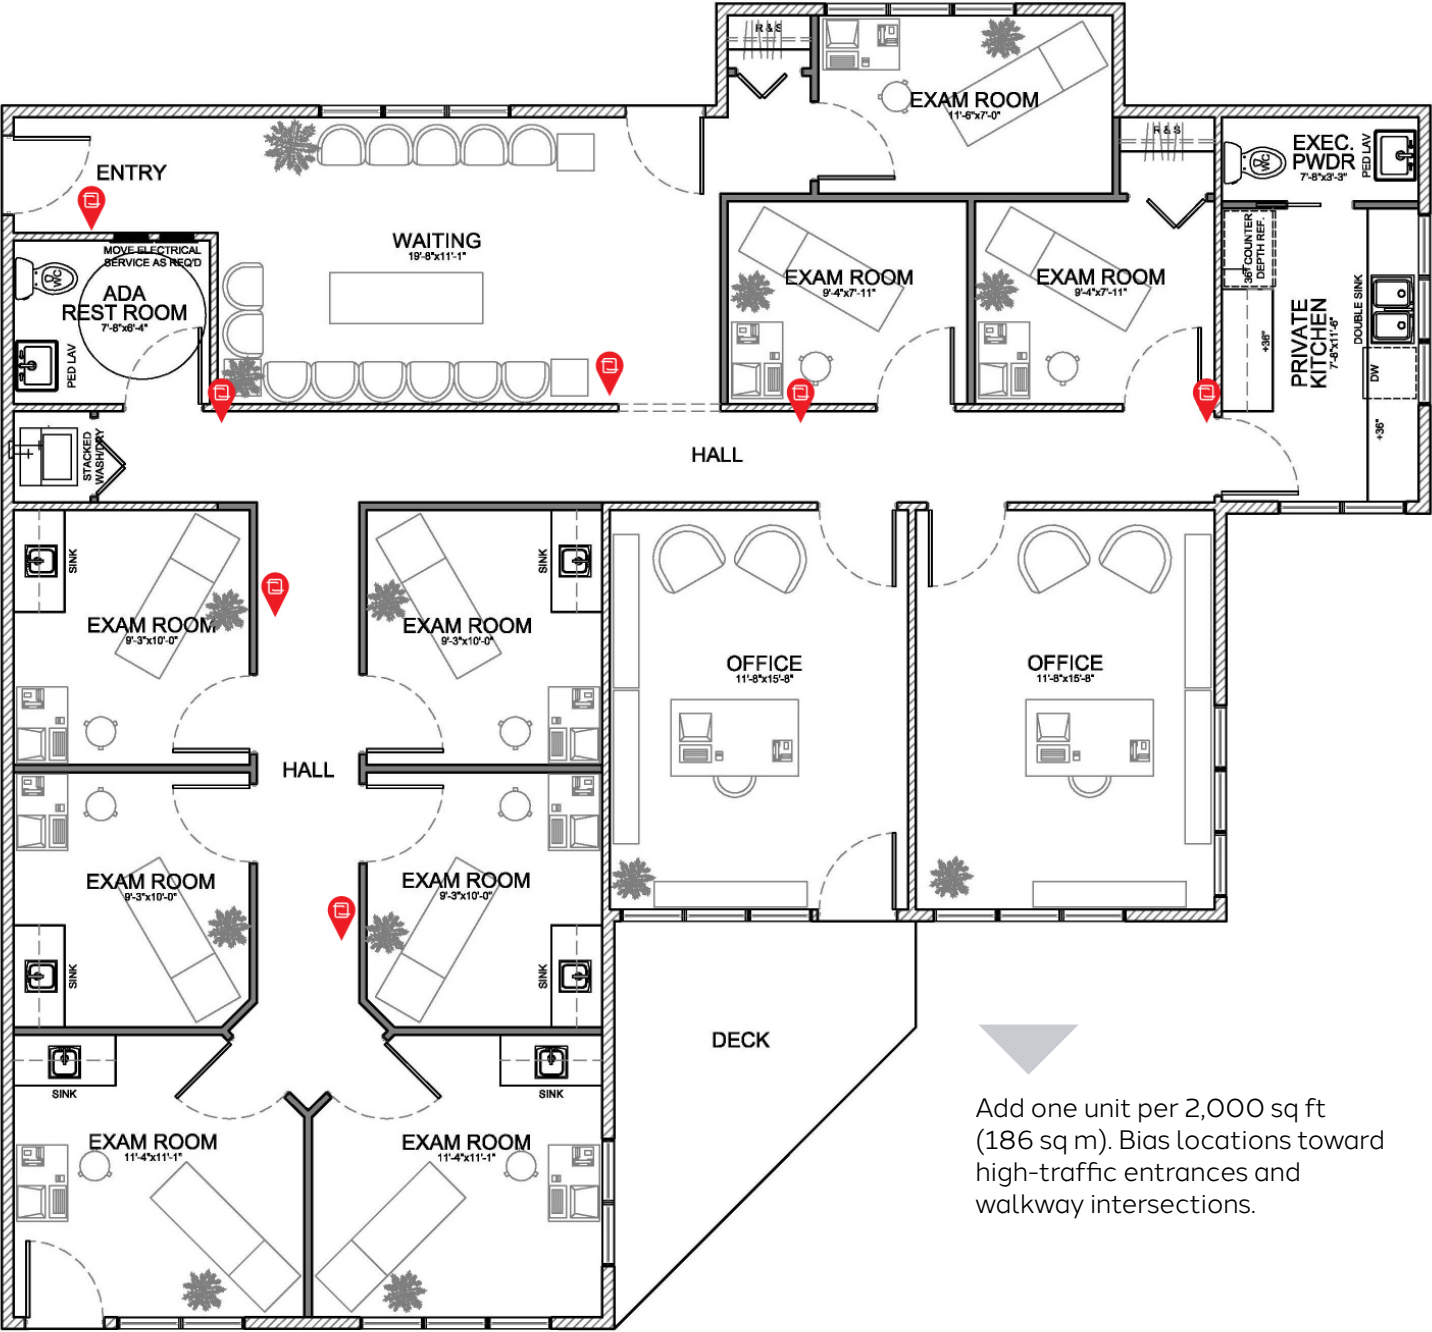 R & S
EXAM ROOM
11'-6"x7'-0"
ENTRY
R & S
EXEC.
PWDR
7'-8"x3'-3"
WC
PED LAV
WAITING
19'-8"x11'-1"
MOVE ELECTRICAL
SERVICE AS REQ'D
WC
ADA
REST ROOM
7'-8"x6'-4"
PED LAV
EXAM ROOM
9'-4"x7'-11"
EXAM ROOM
9'-4"x7'-11"
36" COUNTER
DEPTH REF.
DOUBLE SINK
PRIVATE
KITCHEN
7'-8"x11'-6"
+36"
DW
+36"
STACKED
WASH/DRY
HALL
SINK
EXAM ROOM
9'-3"x10'-0"
SINK
EXAM ROOM
9'-3"x10'-0"
OFFICE
11'-8"x15'-8"
OFFICE
11'-8"x15'-8"
HALL
EXAM ROOM
9'-3"x10'-0"
SINK
EXAM ROOM
9'-3"x10'-0"
SINK
DECK
SINK
SINK
EXAM ROOM
11'-4"x11'-1"
EXAM ROOM
11'-4"x11'-1"
Add one unit per 2,000 sq ft
(186 sq m). Bias locations toward
high-traffic entrances and
walkway intersections.